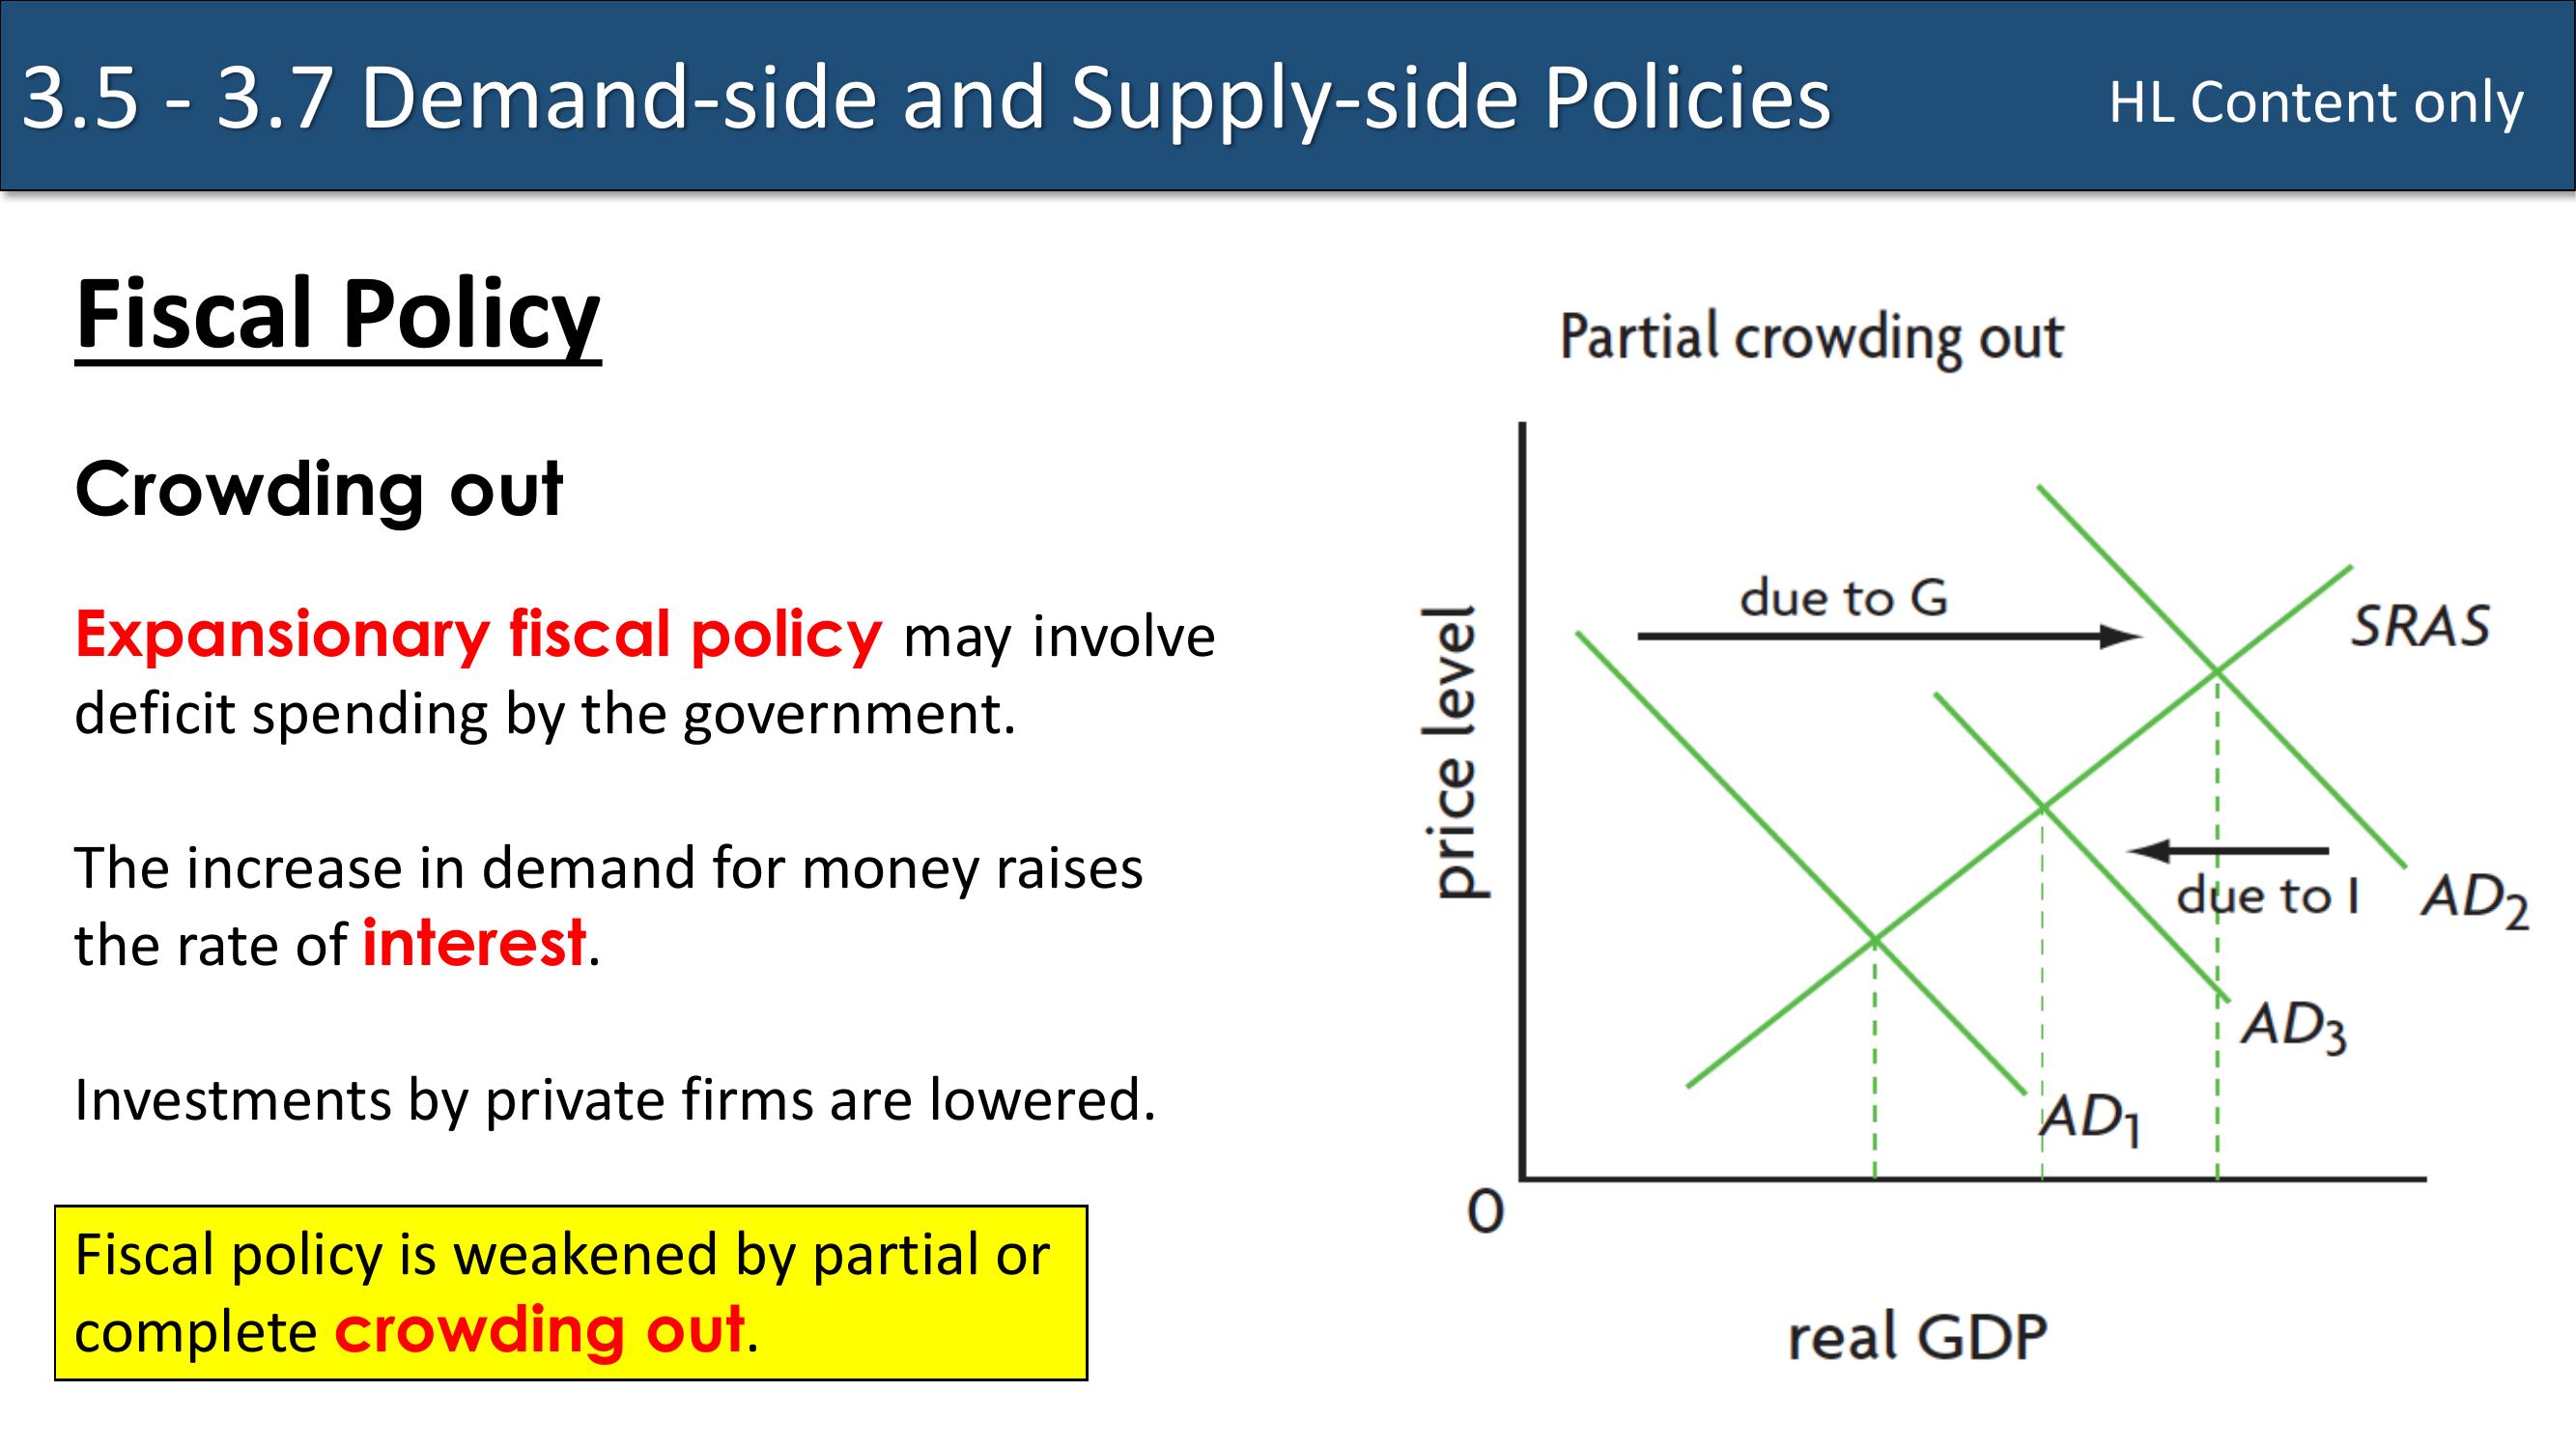 3.5 - 3.7 Demand-side and Supply-side Policies
HL Content only
Fiscal Policy
Crowding out
Expansionary fiscal policy may involve
deficit spending by the government.
The increase in demand for money raises
the rate of interest.
Investments by private firms are lowered.
Fiscal policy is weakened by partial or
complete crowding out.
Partial crowding out
price level
due to G
SRAS
due to I
AD2
AD3
AD1
0
real GDP